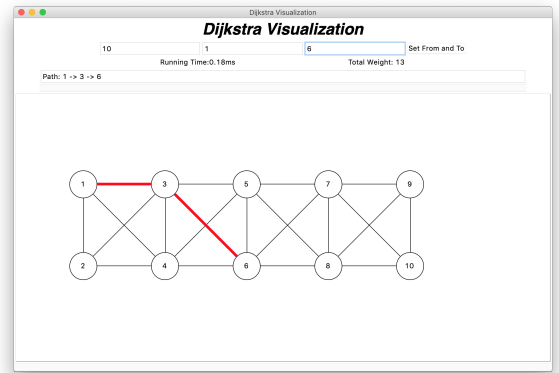 Dijkstra Visualization
Dijkstra Visualization
10 1 6 Set From and To
Running Time:0.18ms Total Weight: 13
Path: 1 -> 3 -> 6
1 3 5 7 9
2 4 6 8 10